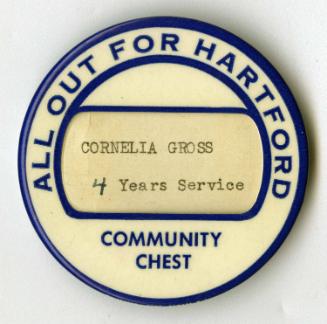 ALL OUT FOR HARTFORD
CORNELIA GROSS
4 Years Service
COMMUNITY
CHEST